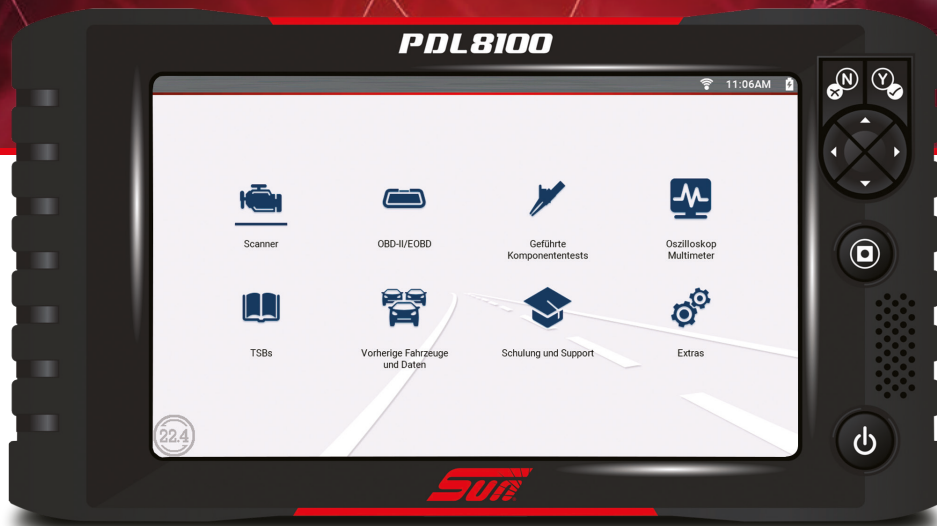 PDL8100
11:06AM
N
Y
Scanner
OBD-II/EOBD
Geführte
Komponententests
Oszilloskop
Multimeter
TSBs
Vorherige Fahrzeuge
und Daten
Schulung und Support
Extras
22.4
Sun